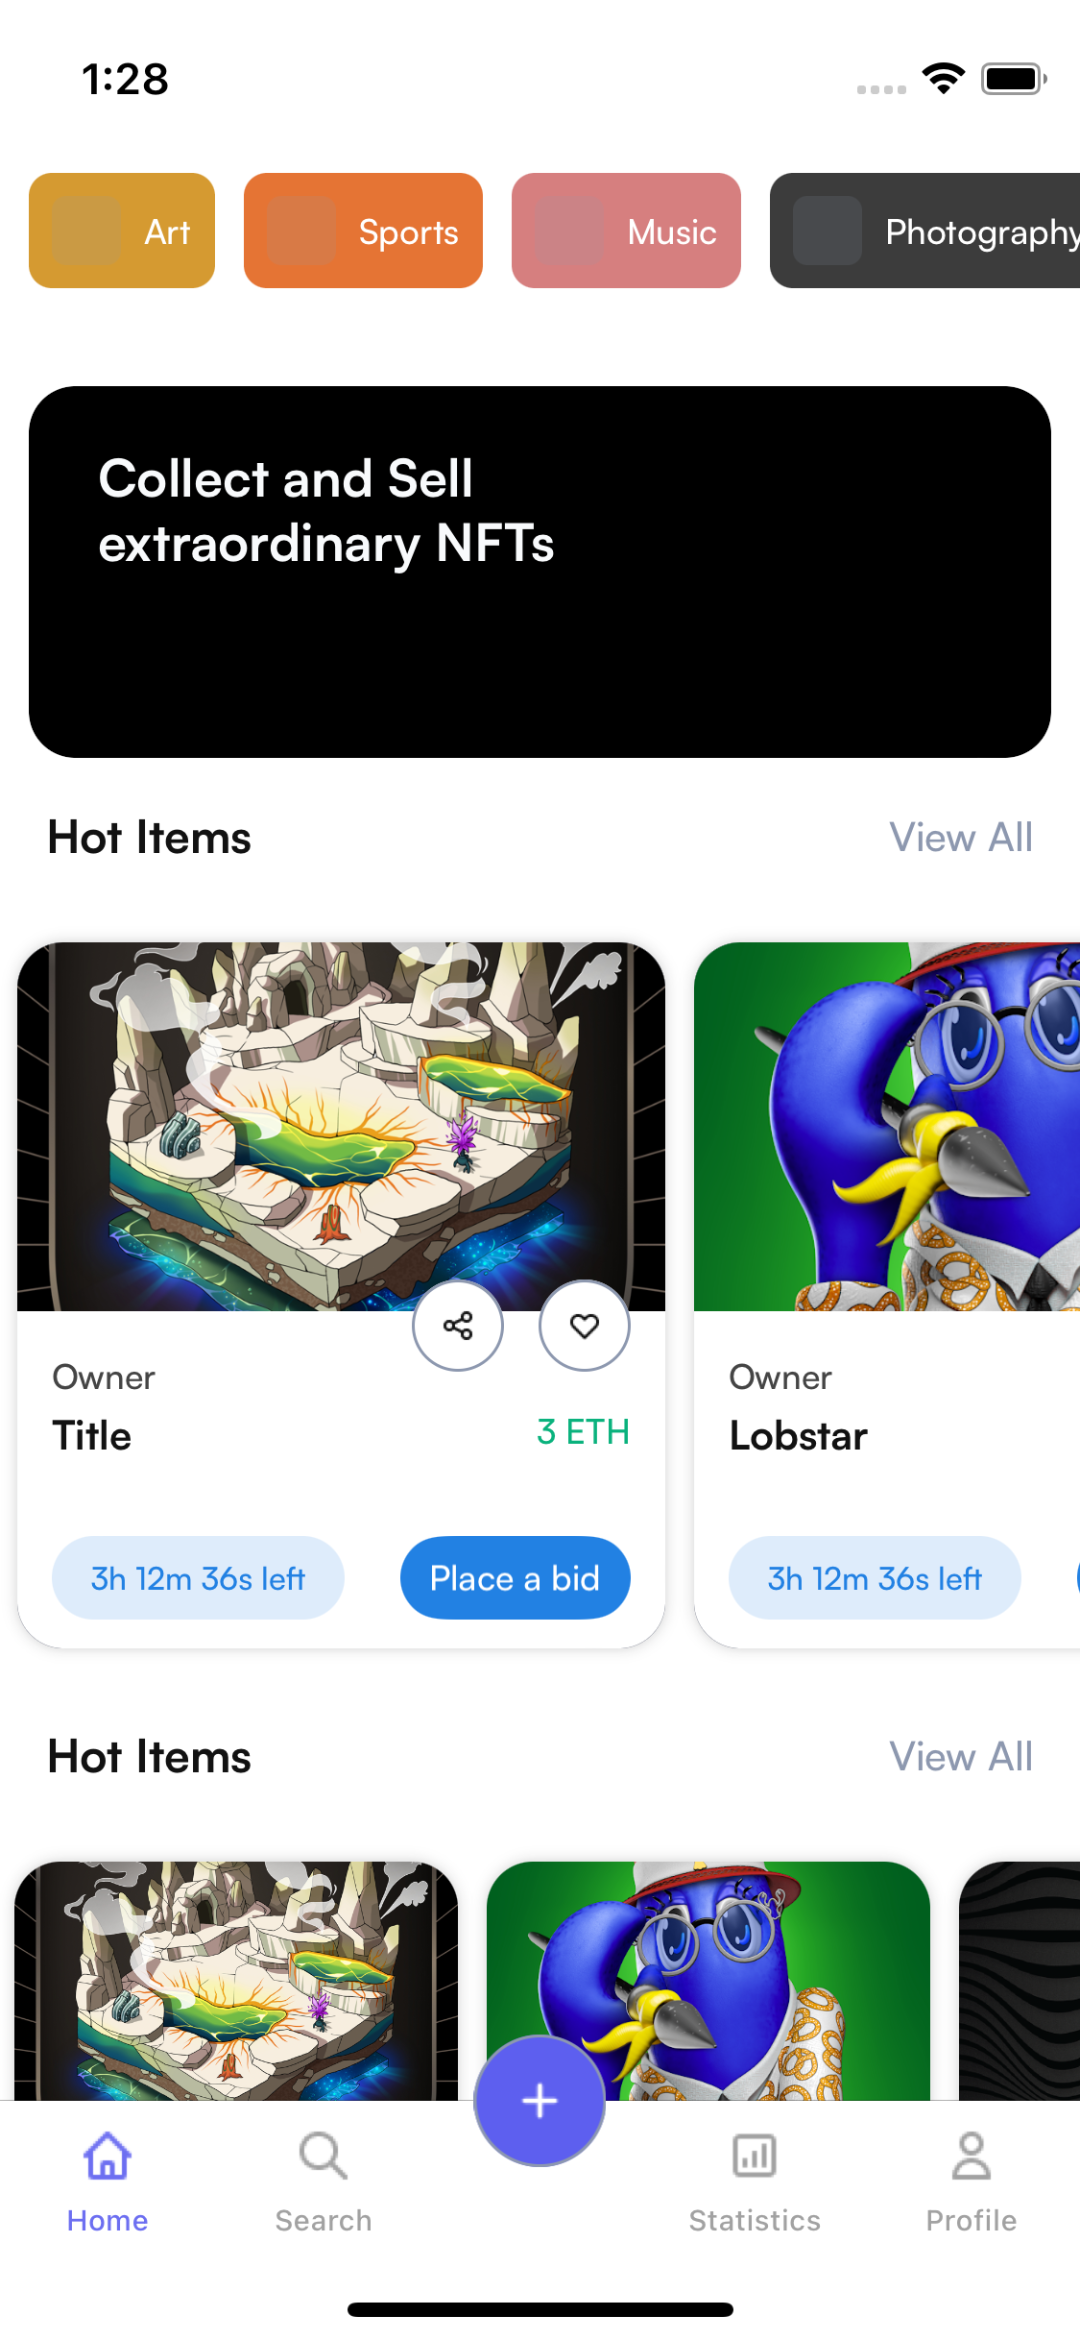 1:28
Art
Sports
Music
Photography
Collect and Sell
extraordinary NFTs
Hot Items
View All
Owner
Title
3 ETH
3h 12m 36s left
Place a bid
Owner
Lobstar
3h 12m 36s left
Hot Items
View All
Home
Search
Statistics
Profile